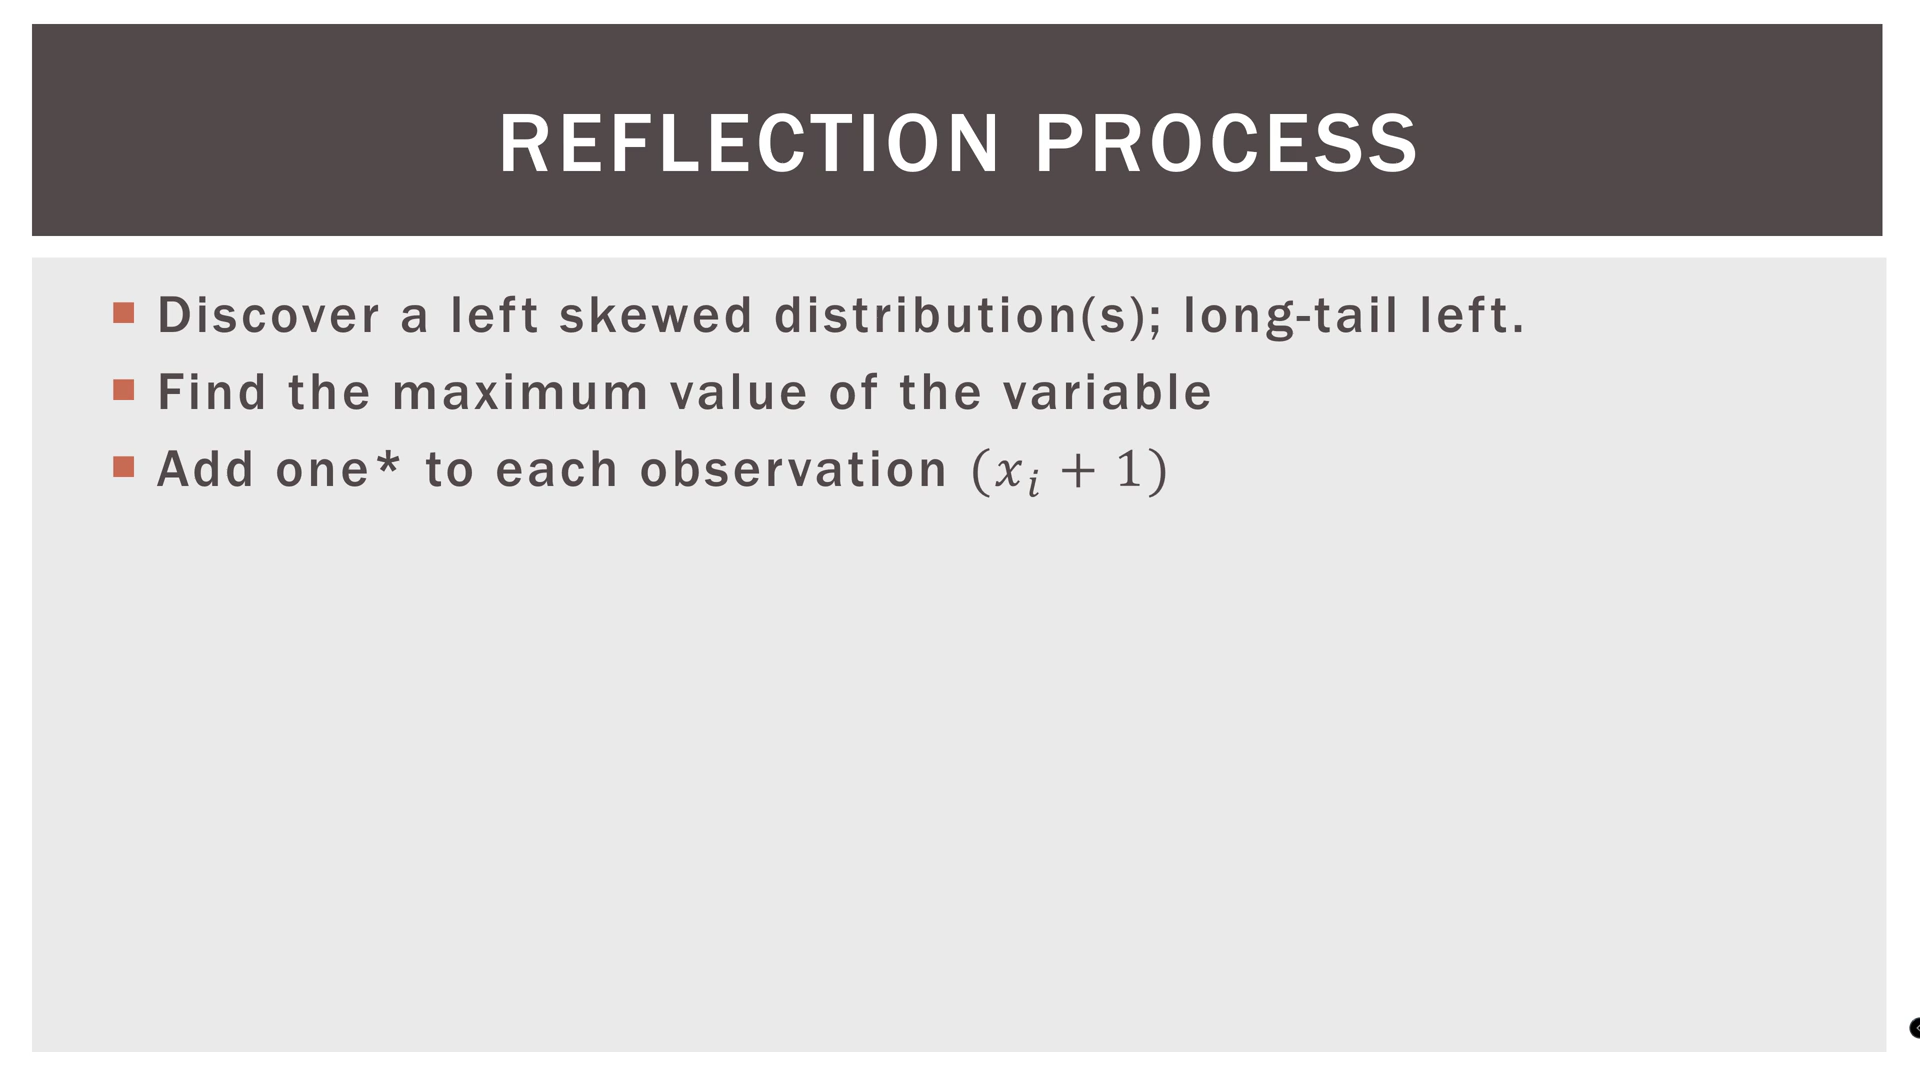 REFLECTION PROCESS
Discover a left skewed distribution(s); long-tail left.
Find the maximum value of the variable
Add one* to each observation (𝑥ᵢ + 1)